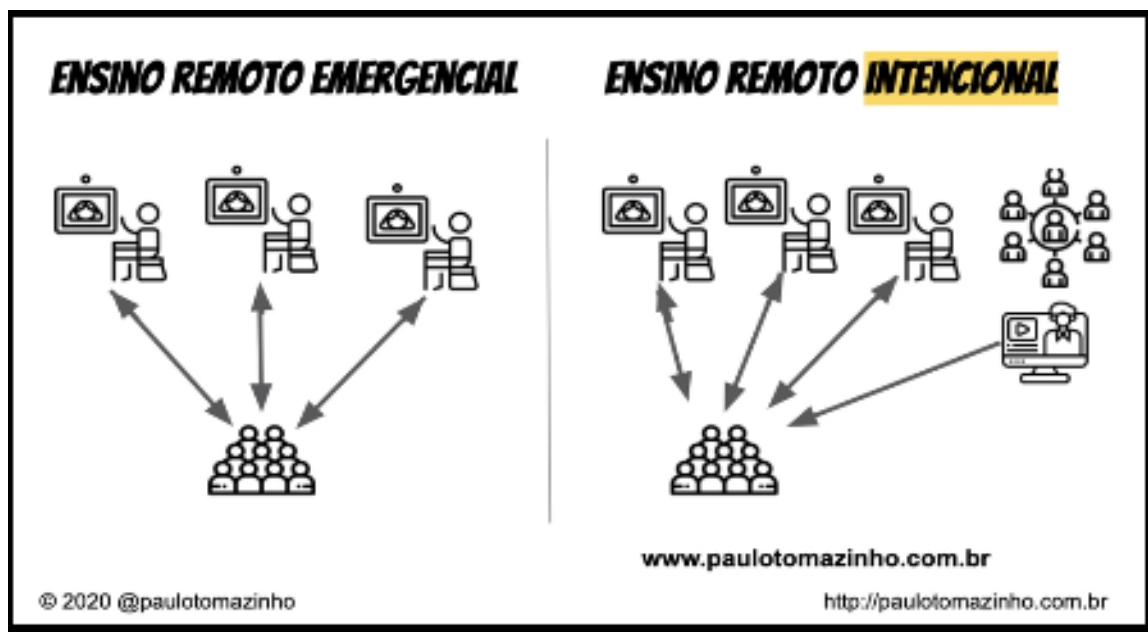 ENSINO REMOTO EMERGENCIAL
ENSINO REMOTO INTENCIONAL
www.paulotomazinho.com.br
© 2020 @paulotomazinho
http://paulotomazinho.com.br